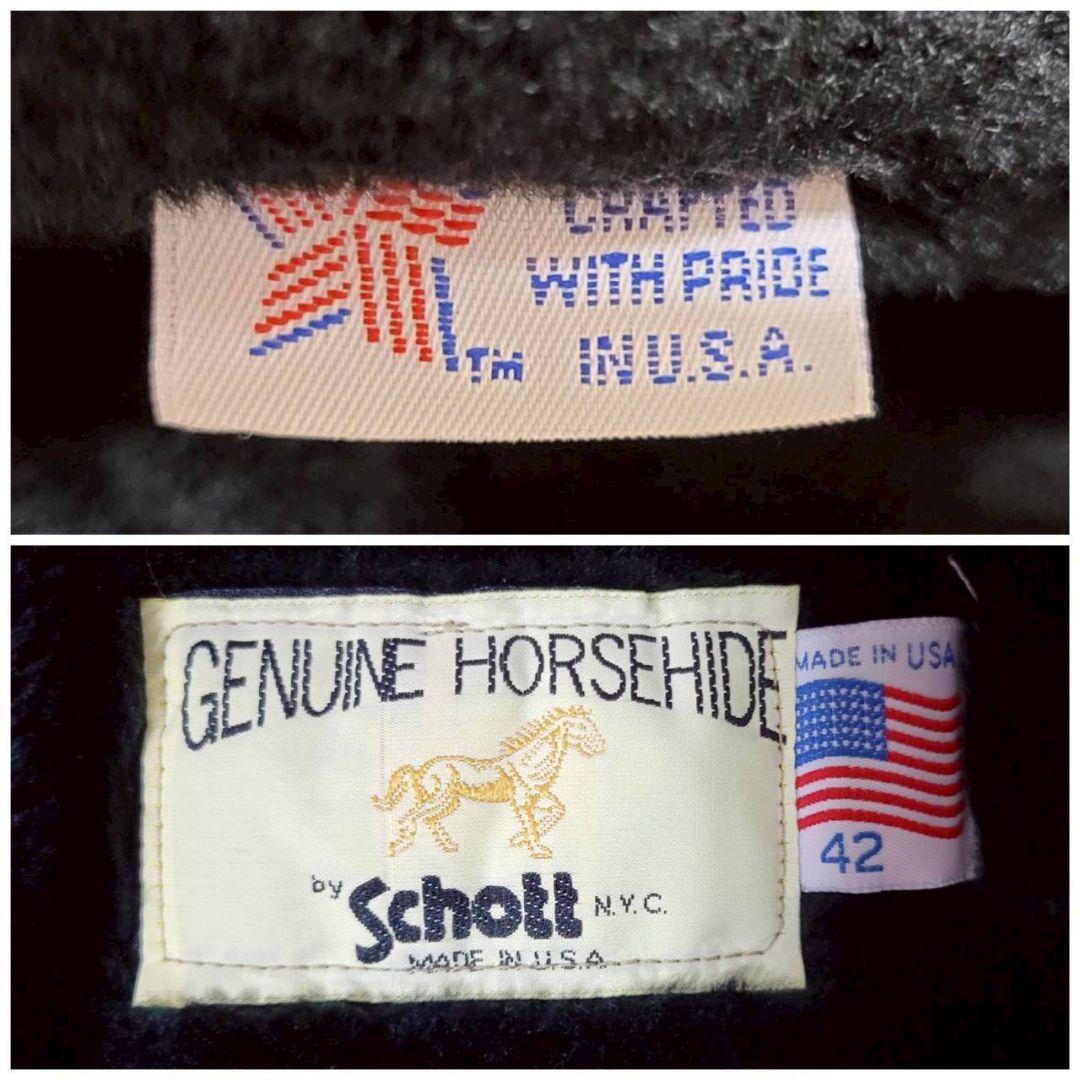 CRAFTED
WITH PRIDE
IN U.S.A.
TM
GENUINE HORSEHIDE
by Schott N.Y.C.
MADE IN U.S.A.
MADE IN USA
42